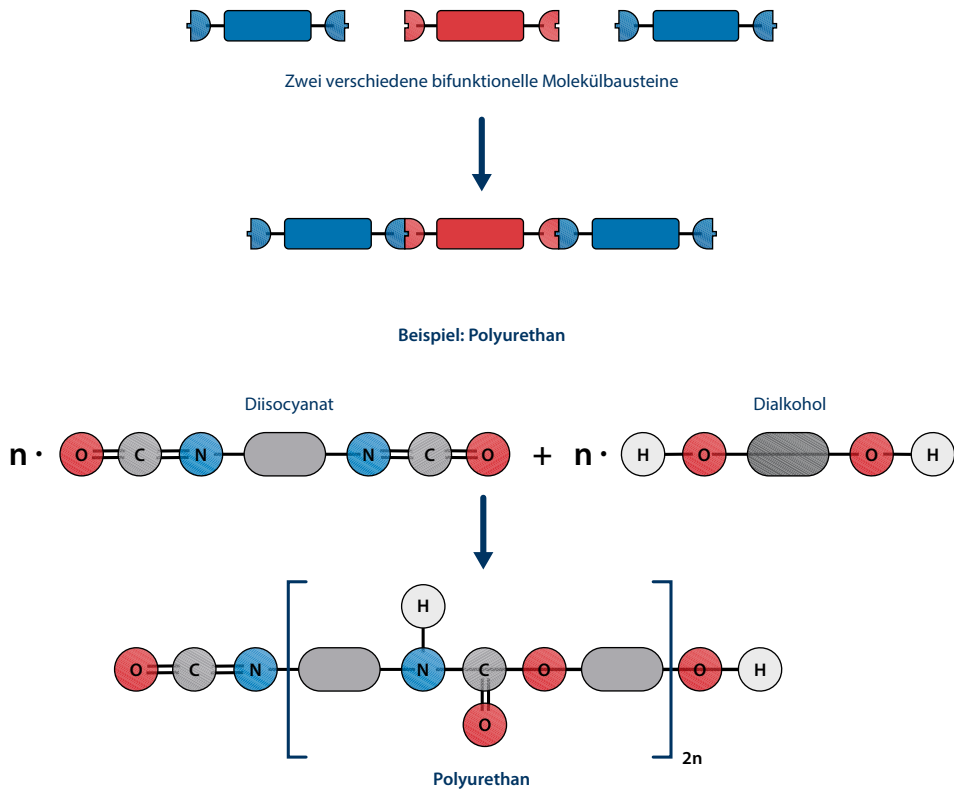 Zwei verschiedene bifunktionelle Molekülbausteine
Beispiel: Polyurethan
Diisocyanat
Dialkohol
n · O C N N C O + n · H O O H
H
O C N N C O O H
O
2n
Polyurethan